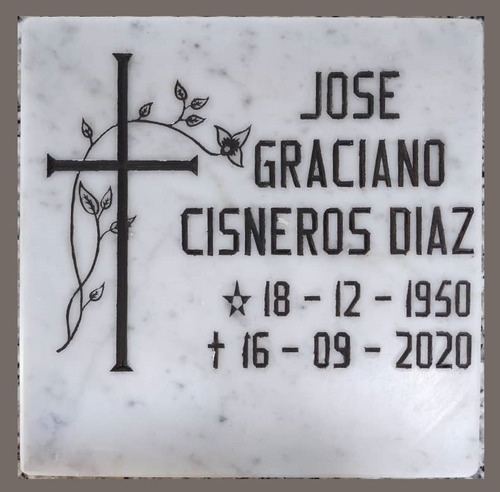 JOSE
GRACIANO
CISNEROS DIAZ
☆ 18 - 12 - 1950
✝ 16 - 09 - 2020